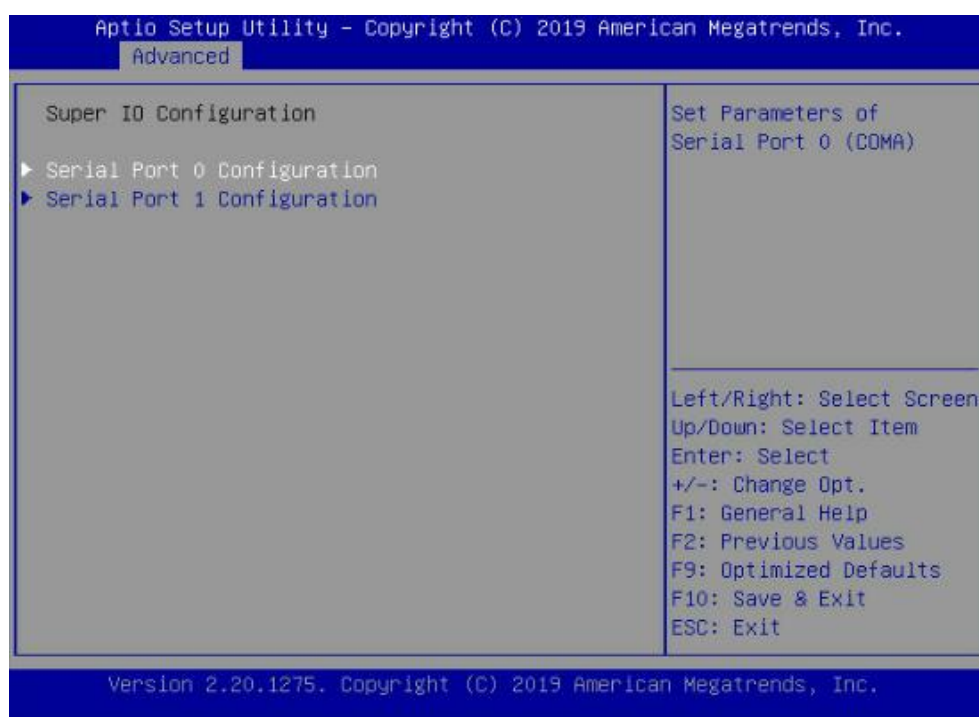 Aptio Setup Utility – Copyright (C) 2019 American Megatrends, Inc.
Advanced
Super IO Configuration
Serial Port 0 Configuration
Serial Port 1 Configuration
Set Parameters of
Serial Port 0 (COMA)
Left/Right: Select Screen
Up/Down: Select Item
Enter: Select
+/-: Change Opt.
F1: General Help
F2: Previous Values
F9: Optimized Defaults
F10: Save & Exit
ESC: Exit
Version 2.20.1275. Copyright (C) 2019 American Megatrends, Inc.